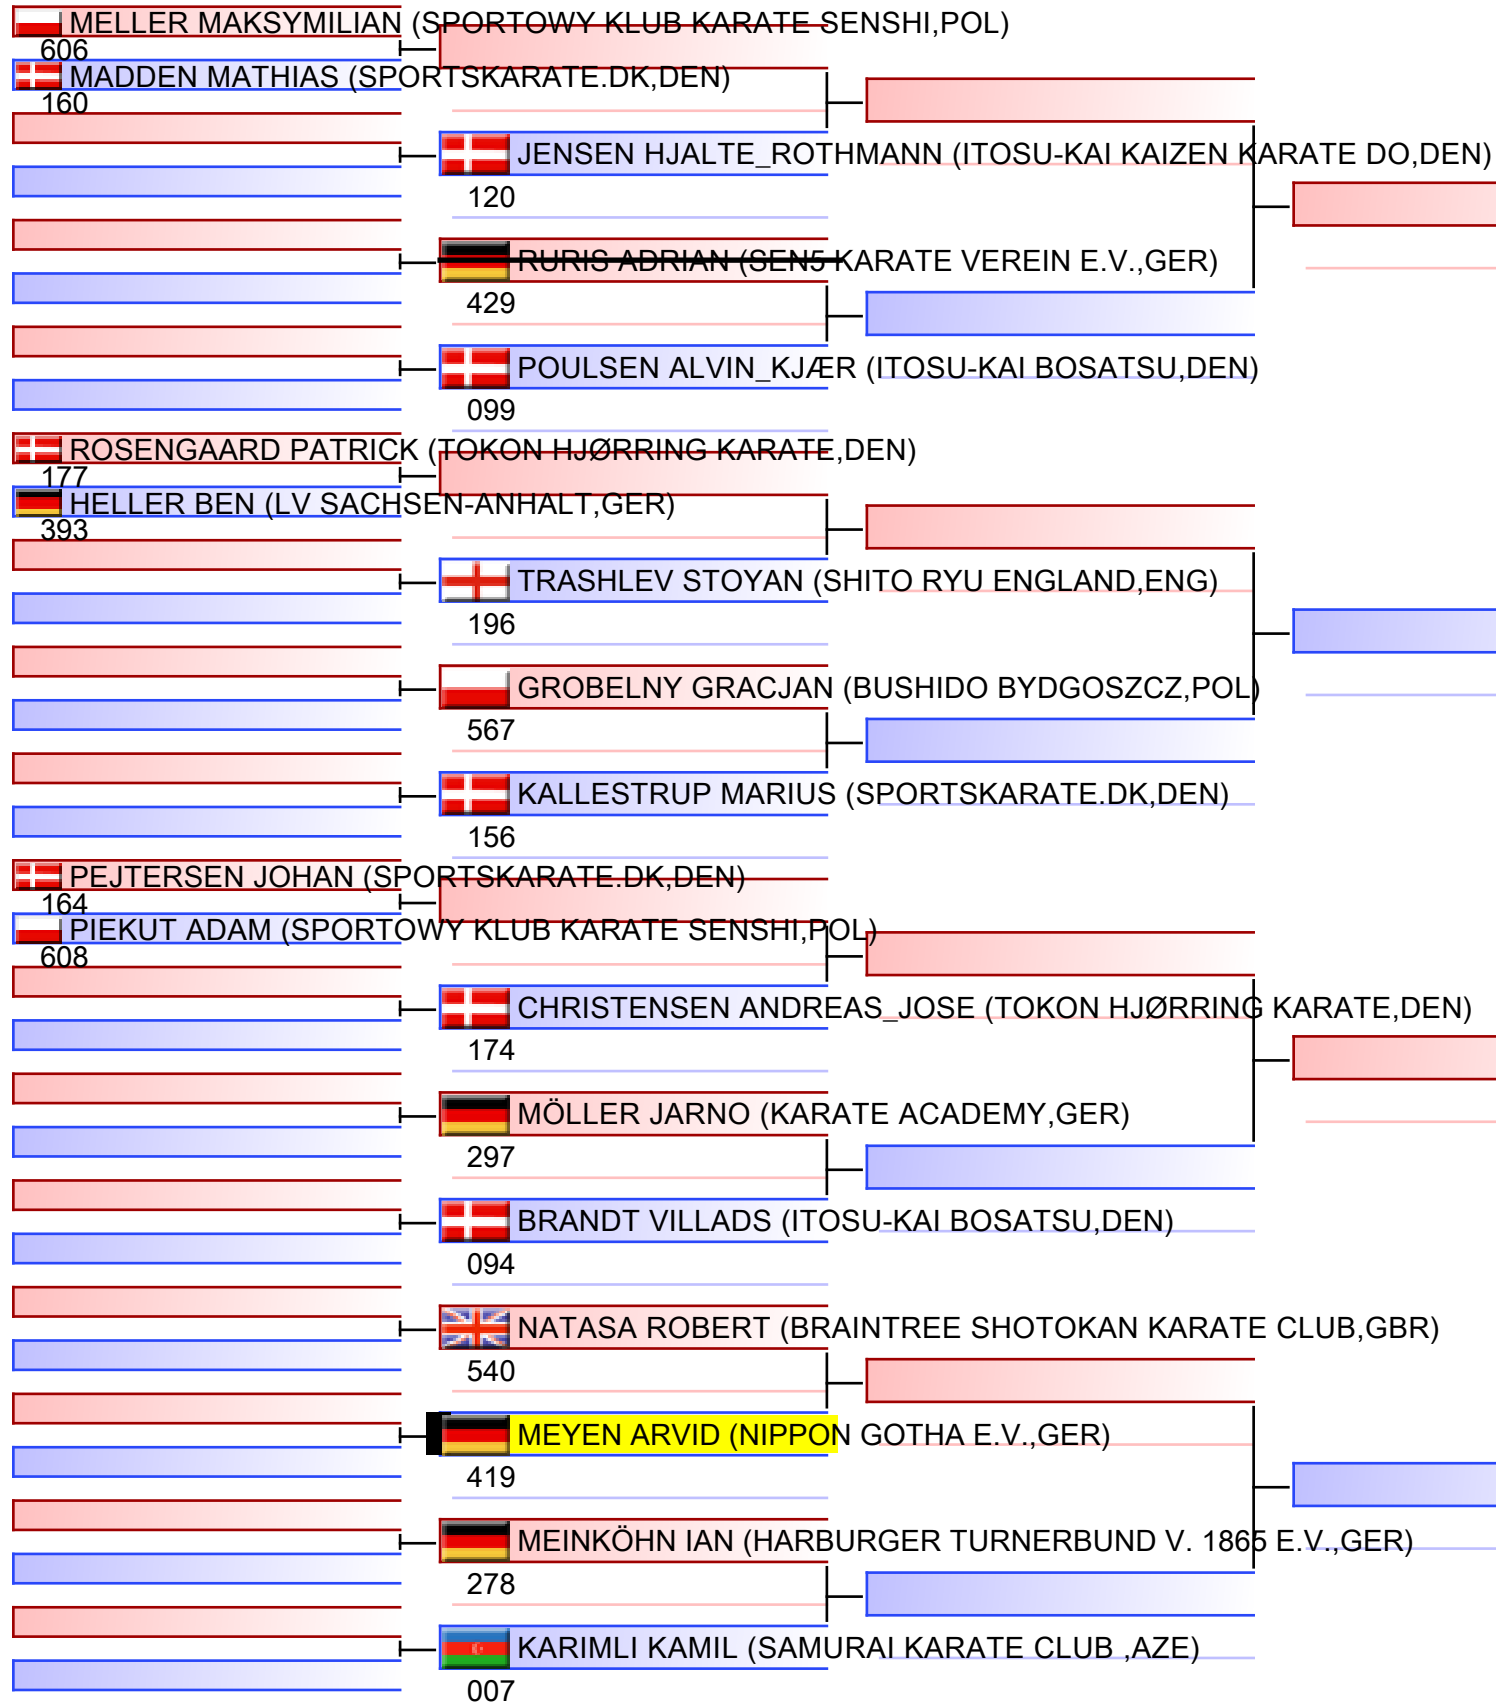 MELLER MAKSYMILIAN (SPORTOWY KLUB KARATE SENSHI,POL)
606
MADDEN MATHIAS (SPORTSKARATE.DK,DEN)
160
JENSEN HJALTE_ROTHMANN (ITOSU-KAI KAIZEN KARATE DO,DEN)
120
RURIS ADRIAN (SEN5 KARATE VEREIN E.V.,GER)
429
POULSEN ALVIN_KJÆR (ITOSU-KAI BOSATSU,DEN)
099
ROSENGAARD PATRICK (TOKON HJØRRING KARATE,DEN)
177
HELLER BEN (LV SACHSEN-ANHALT,GER)
393
TRASHLEV STOYAN (SHITO RYU ENGLAND,ENG)
196
GROBELNY GRACJAN (BUSHIDO BYDGOSZCZ,POL)
567
KALLESTRUP MARIUS (SPORTSKARATE.DK,DEN)
156
PEJTERSEN JOHAN (SPORTSKARATE.DK,DEN)
164
PIEKUT ADAM (SPORTOWY KLUB KARATE SENSHI,POL)
608
CHRISTENSEN ANDREAS_JOSE (TOKON HJØRRING KARATE,DEN)
174
MÖLLER JARNO (KARATE ACADEMY,GER)
297
BRANDT VILLADS (ITOSU-KAI BOSATSU,DEN)
094
NATASA ROBERT (BRAINTREE SHOTOKAN KARATE CLUB,GBR)
540
MEYEN ARVID (NIPPON GOTHA E.V.,GER)
419
MEINKÖHN IAN (HARBURGER TURNERBUND V. 1865 E.V.,GER)
278
KARIMLI KAMIL (SAMURAI KARATE CLUB ,AZE)
007